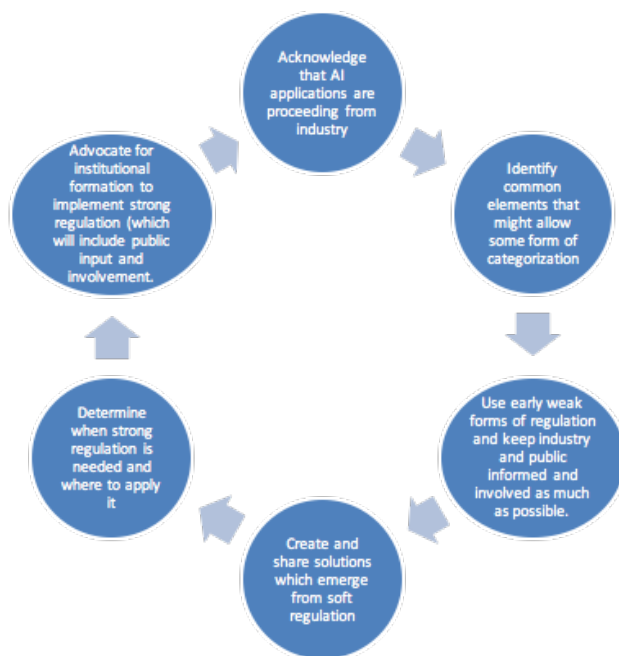 Acknowledge
that AI
applications are
proceeding from
industry
Identify
common
elements that
might allow
some form of
categorization
Use early weak
forms of regulation
and keep industry
and public
informed and
involved as much
as possible.
Create and
share solutions
which emerge
from soft
regulation
Determine
when strong
regulation is
needed and
where to apply
it
Advocate for
institutional
formation to
implement strong
regulation (which
will include public
input and
involvement.